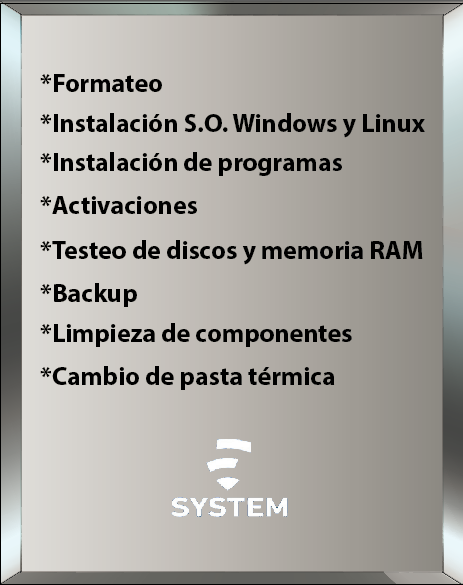 *Formateo
*Instalación S.O. Windows y Linux
*Instalación de programas
*Activaciones
*Testeo de discos y memoria RAM
*Backup
*Limpieza de componentes
*Cambio de pasta térmica
SYSTEM